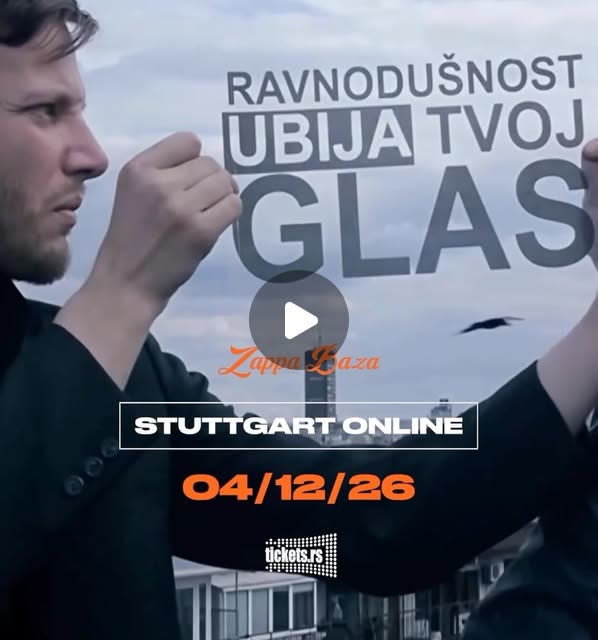 RAVNODUŠNOST
UBIJA TVOJ
GLAS
Zappa Baza
STUTTGART ONLINE
04/12/26
tickets.rs